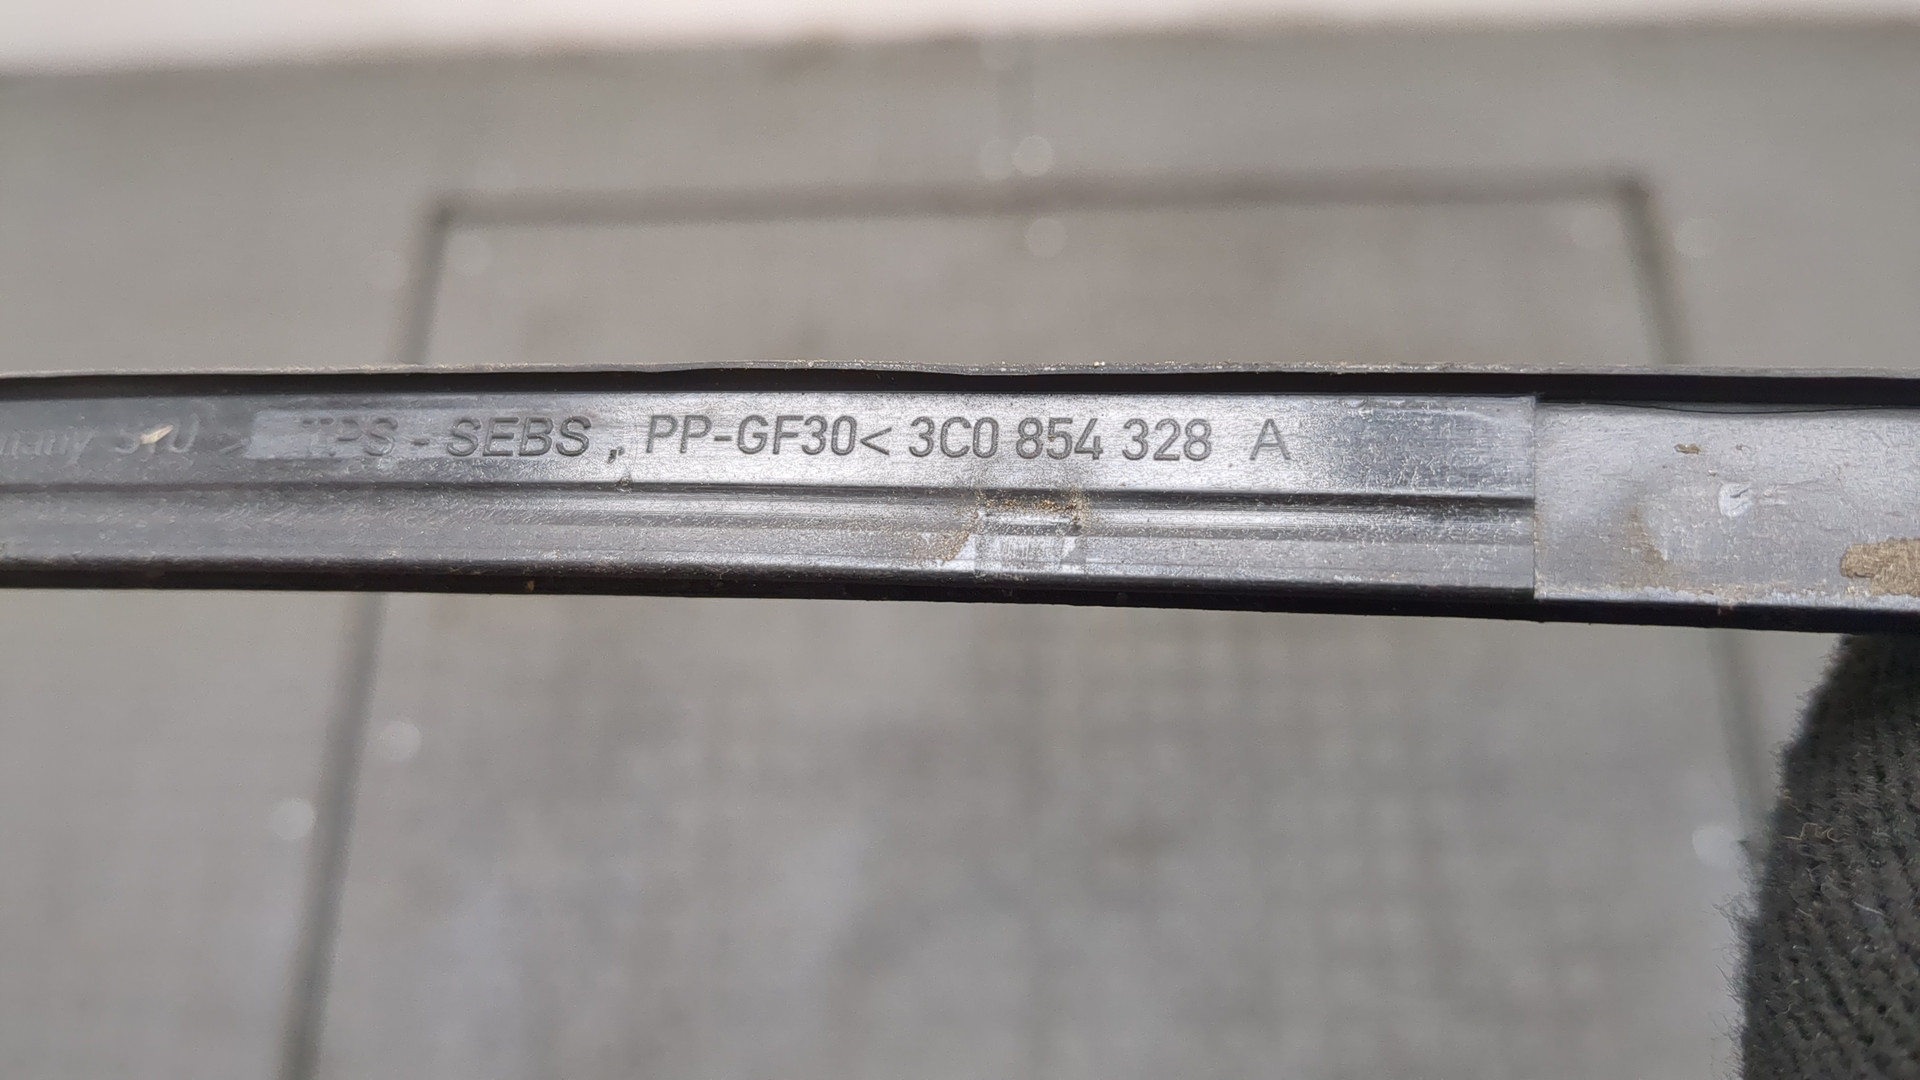 > TPS - SEBS , PP-GF30< 3C0 854 328 A